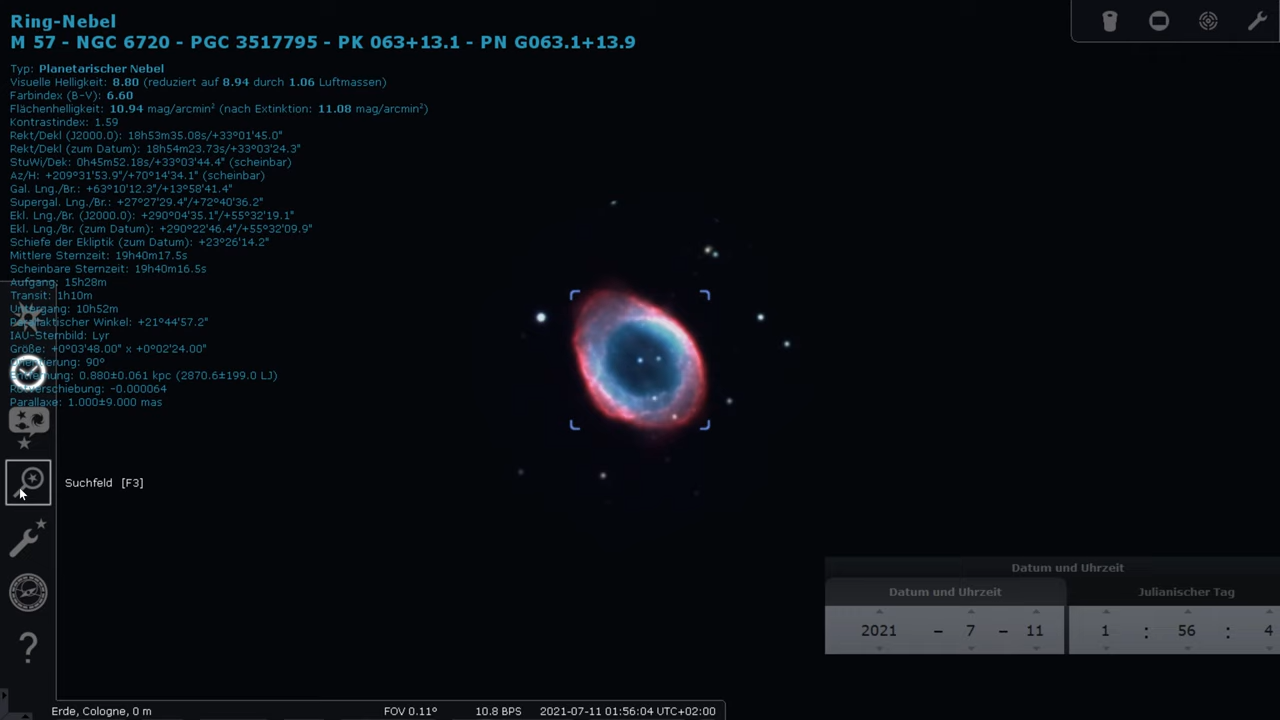 Ring-Nebel
M 57 - NGC 6720 - PGC 3517795 - PK 063+13.1 - PN G063.1+13.9
Typ: Planetarischer Nebel
Visuelle Helligkeit: 8.80 (reduziert auf 8.94 durch 1.06 Luftmassen)
Farbindex (B-V): 6.60
Flächenhelligkeit: 10.94 mag/arcmin² (nach Extinktion: 11.08 mag/arcmin²)
Kontrastindex: 1.59
Rekt/Dekl (J2000.0): 18h53m35.08s/+33°01'45.0"
Rekt/Dekl (zum Datum): 18h54m23.73s/+33°03'24.3"
StuWi/Dek: 0h45m52.18s/+33°03'44.4" (scheinbar)
Az/H: +209°31'53.9"/+70°14'34.1" (scheinbar)
Gal. Lng./Br.: +63°10'12.3"/+13°58'41.4"
Supergal. Lng./Br.: +27°27'29.4"/+72°40'36.2"
Ekl. Lng./Br. (J2000.0): +290°04'35.1"/+55°32'19.1"
Ekl. Lng./Br. (zum Datum): +290°22'46.4"/+55°32'09.9"
Schiefe der Ekliptik (zum Datum): +23°26'14.2"
Mittlere Sternzeit: 19h40m17.5s
Scheinbare Sternzeit: 19h40m16.5s
Aufgang: 15h28m
Transit: 1h10m
Untergang: 10h52m
Parallaktischer Winkel: +21°44'57.2"
IAU-Sternbild: Lyr
Größe: +0°03'48.00" x +0°02'24.00"
Orientierung: 90°
Entfernung: 0.880±0.061 kpc (2870.6±199.0 LJ)
Rotverschiebung: -0.000064
Parallaxe: 1.000±9.000 mas
Suchfeld [F3]
Datum und Uhrzeit
Datum und Uhrzeit Julianischer Tag
2021 - 7 - 11 1 : 56 : 4
Erde, Cologne, 0 m FOV 0.11° 10.8 BPS 2021-07-11 01:56:04 UTC+02:00